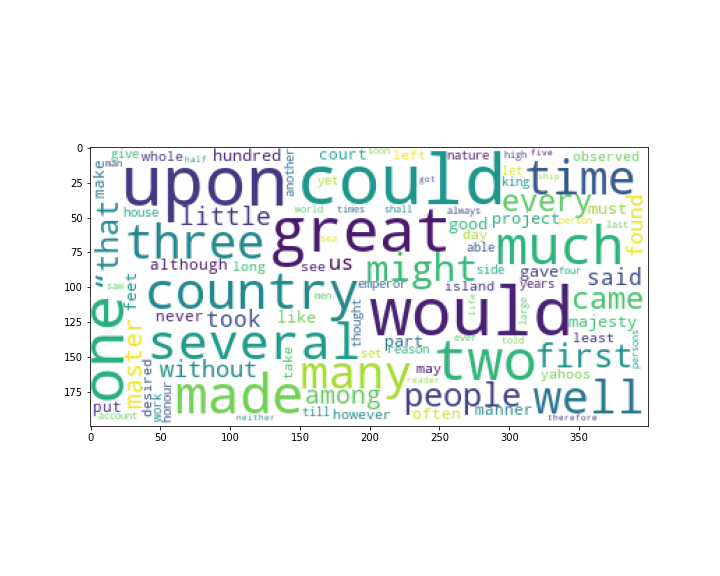 0
25
50
75
100
125
150
175
0
50
100
150
200
250
300
350
give whole half hundred court soon left nature high five observed
man make another yet got let king time
upon could
house little world times shall always every must
"that three great good project person last found
day able much
sea
although long see us might side gave four said
feet saw country emperor island years came
men would life large
one never took like thought part majesty
several ever told least persons
master set reason two first
without take many may yahoos
desired work honour made among reader people well
put till however often manner
account neither therefore